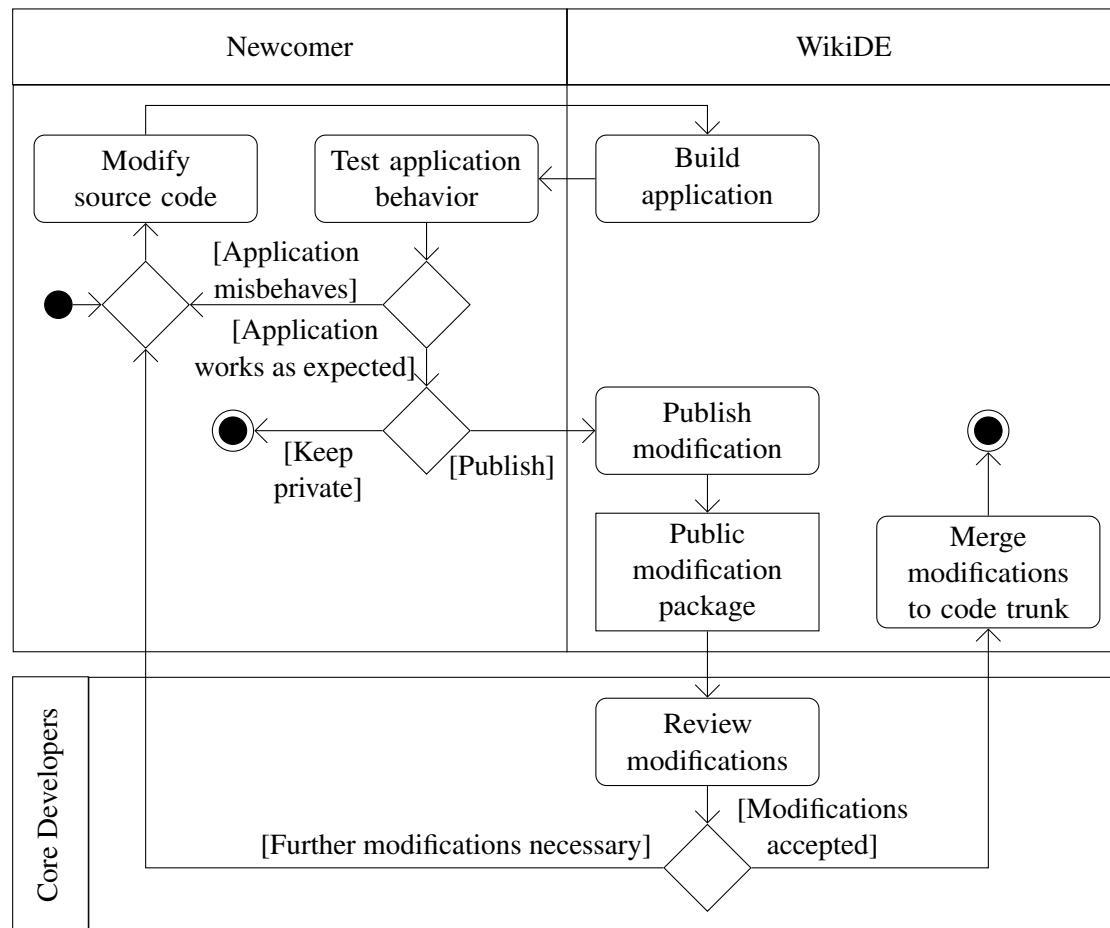 Newcomer
WikiDE
Modify
source code
Test application
behavior
Build
application
[Application
misbehaves]
[Application
works as expected]
[Keep
private]
[Publish]
Publish
modification
Public
modification
package
Merge
modifications
to code trunk
Core Developers
Review
modifications
[Further modifications necessary]
[Modifications
accepted]